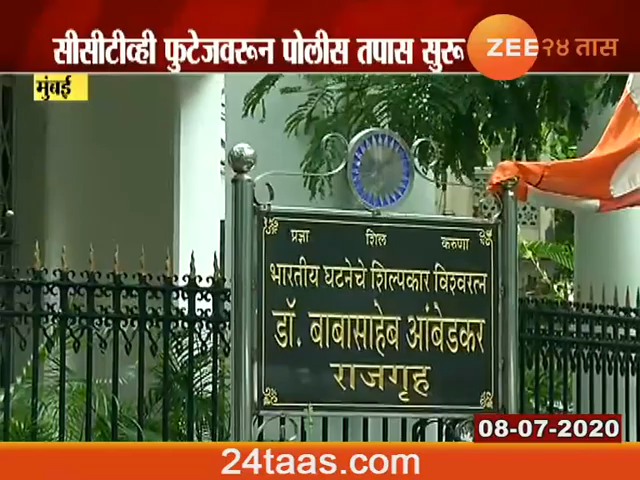 सीसीटीव्ही फुटेजवरून पोलीस तपास सुरू
ZEE २४ तास
मुंबई
प्रज्ञा शिल करुणा
भारतीय घटनेचे शिल्पकार विश्वरत्न
डॉ. बाबासाहेब आंबेडकर
राजगृह
08-07-2020
24taas.com